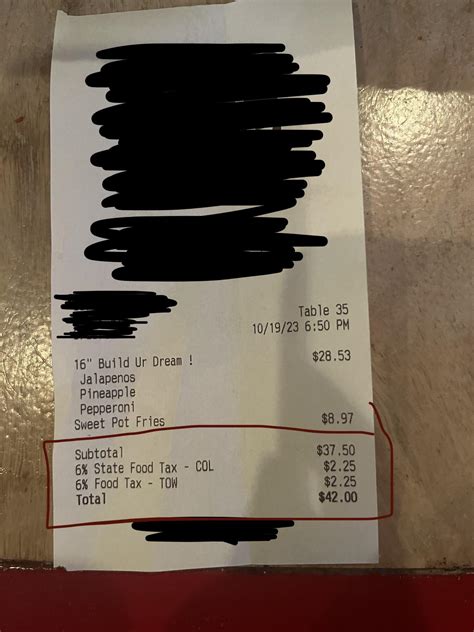 Table 35
10/19/23 6:50 PM
16" Build Ur Dream ! $28.53
Jalapenos
Pineapple
Pepperoni
Sweet Pot Fries $8.97
Subtotal $37.50
6% State Food Tax - COL $2.25
6% Food Tax - TOW $2.25
Total $42.00